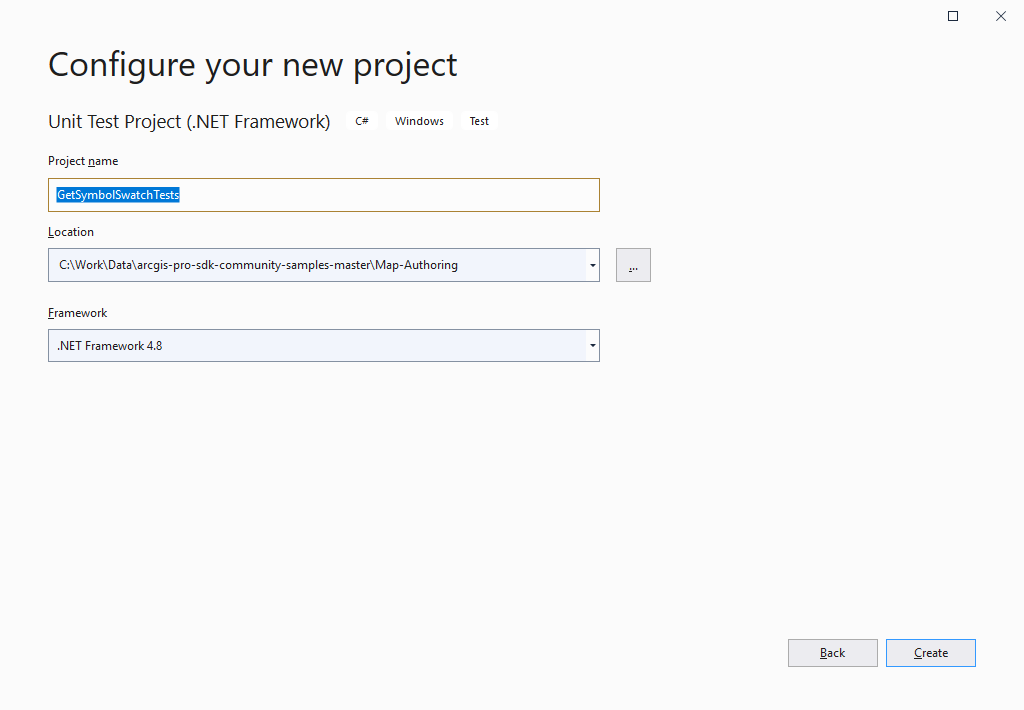 Configure your new project
Unit Test Project (.NET Framework) C# Windows Test
Project name
GetSymbolSwatchTests
Location
C:\Work\Data\arcgis-pro-sdk-community-samples-master\Map-Authoring
...
Framework
.NET Framework 4.8
Back Create